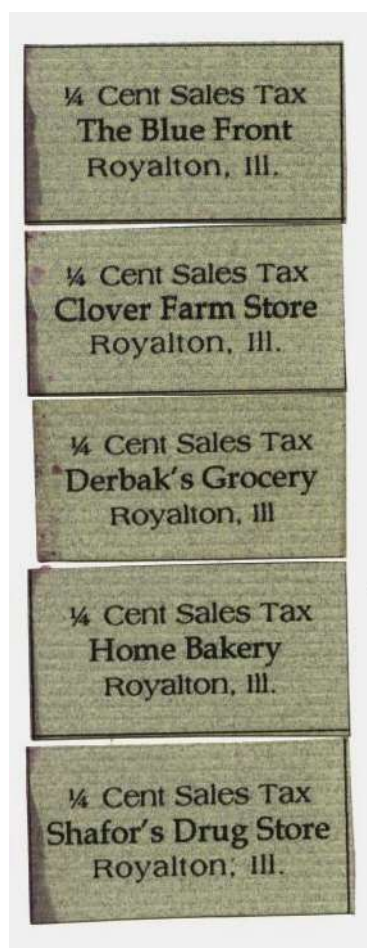 ¼ Cent Sales Tax
The Blue Front
Royalton, Ill.
¼ Cent Sales Tax
Clover Farm Store
Royalton, Ill.
¼ Cent Sales Tax
Derbak's Grocery
Royalton, Ill
¼ Cent Sales Tax
Home Bakery
Royalton, Ill.
¼ Cent Sales Tax
Shafor's Drug Store
Royalton, Ill.